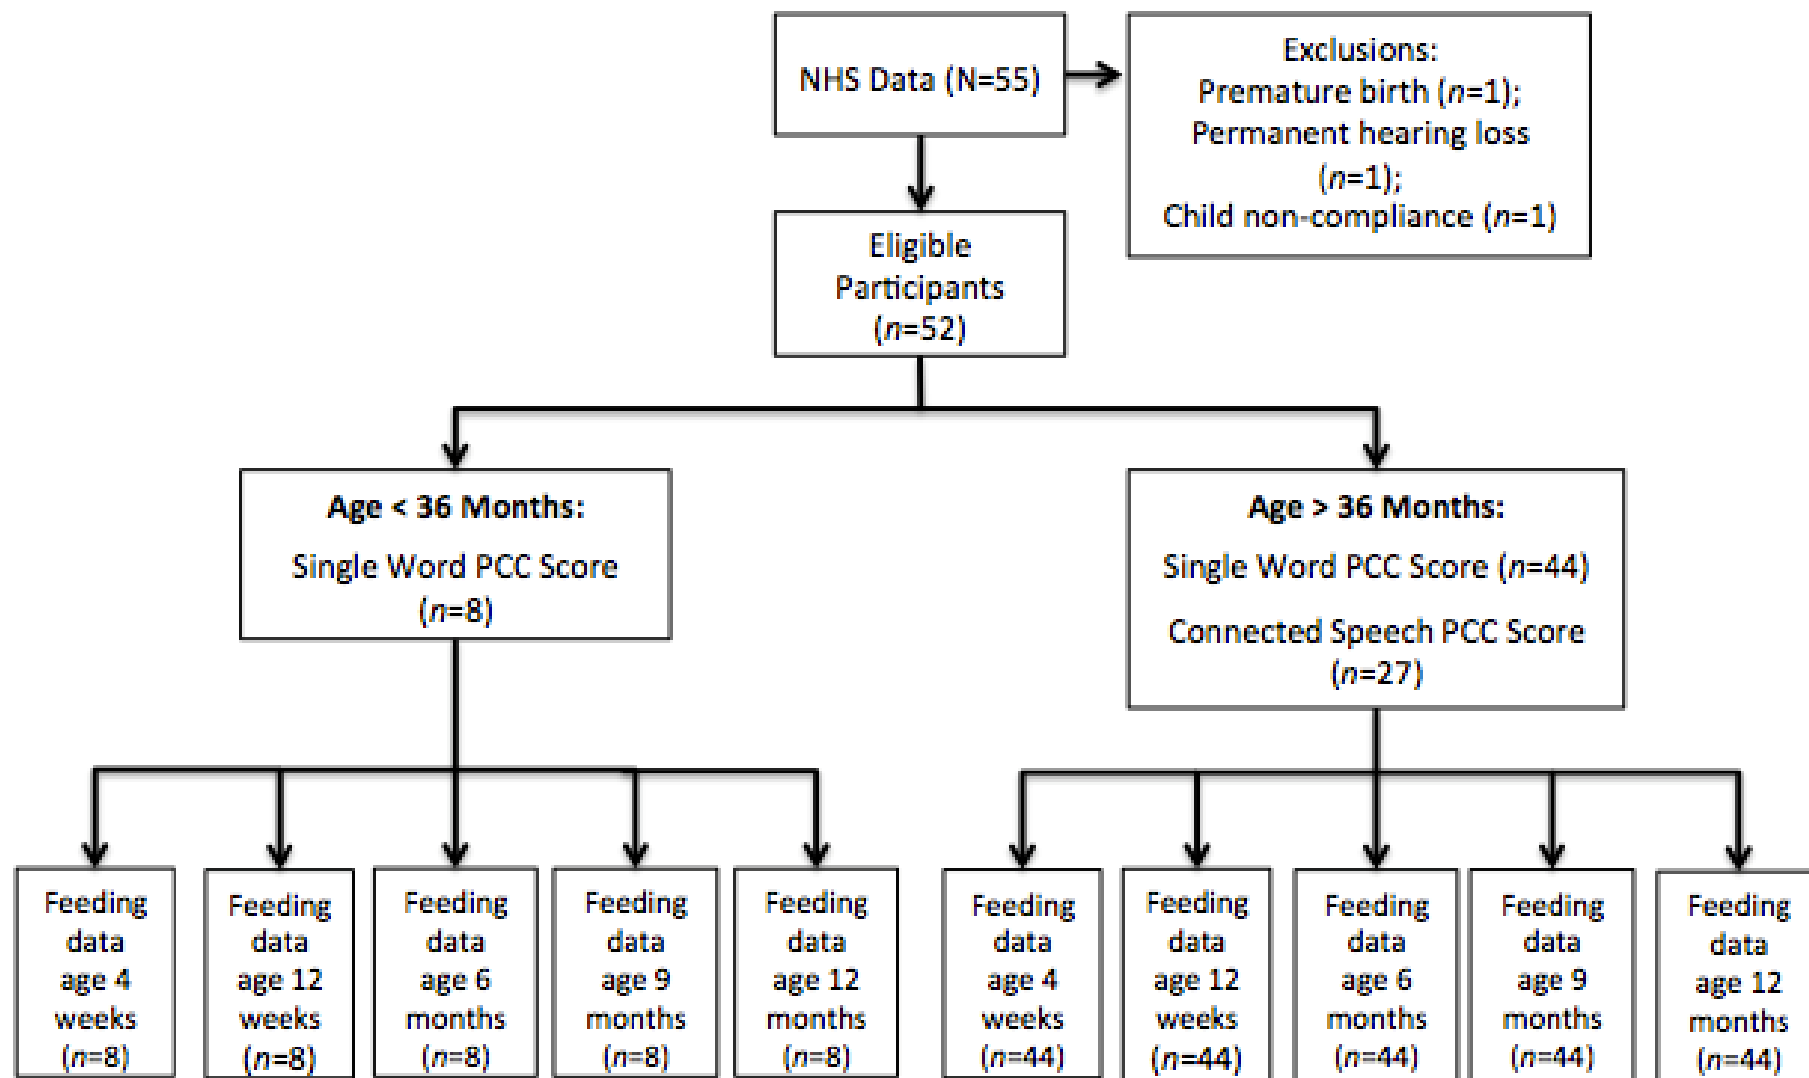 NHS Data (N=55)
Exclusions:
Premature birth (n=1);
Permanent hearing loss
(n=1);
Child non-compliance (n=1)
Eligible
Participants
(n=52)
Age < 36 Months:
Single Word PCC Score
(n=8)
Age > 36 Months:
Single Word PCC Score (n=44)
Connected Speech PCC Score
(n=27)
Feeding
data
age 4
weeks
(n=8)
Feeding
data
age 12
weeks
(n=8)
Feeding
data
age 6
months
(n=8)
Feeding
data
age 9
months
(n=8)
Feeding
data
age 12
months
(n=8)
Feeding
data
age 4
weeks
(n=44)
Feeding
data
age 12
weeks
(n=44)
Feeding
data
age 6
months
(n=44)
Feeding
data
age 9
months
(n=44)
Feeding
data
age 12
months
(n=44)